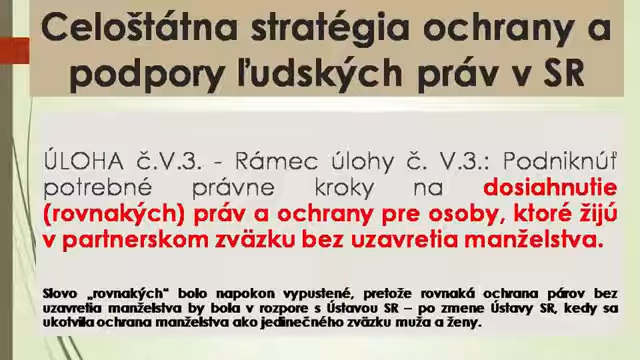 Celoštátna stratégia ochrany a
podpory ľudských práv v SR
ÚLOHA č.V.3. - Rámec úlohy č. V.3.: Podniknúť
potrebné právne kroky na dosiahnutie
(rovnakých) práv a ochrany pre osoby, ktoré žijú
v partnerskom zväzku bez uzavretia manželstva.
Slovo „rovnakých“ bolo napokon vypustené, pretože rovnaká ochrana párov bez
uzavretia manželstva by bola v rozpore s Ústavou SR – po zmene Ústavy SR, kedy sa
ukotvila ochrana manželstva ako jedinečného zväzku muža a ženy.